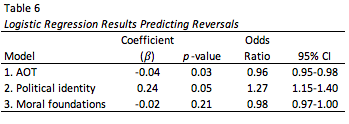 Table 6
Logistic Regression Results Predicting Reversals
Coefficient Odds
Model (β) p-value Ratio 95% CI
1. AOT -0.04 0.03 0.96 0.95-0.98
2. Political identity 0.24 0.05 1.27 1.15-1.40
3. Moral foundations -0.02 0.21 0.98 0.97-1.00